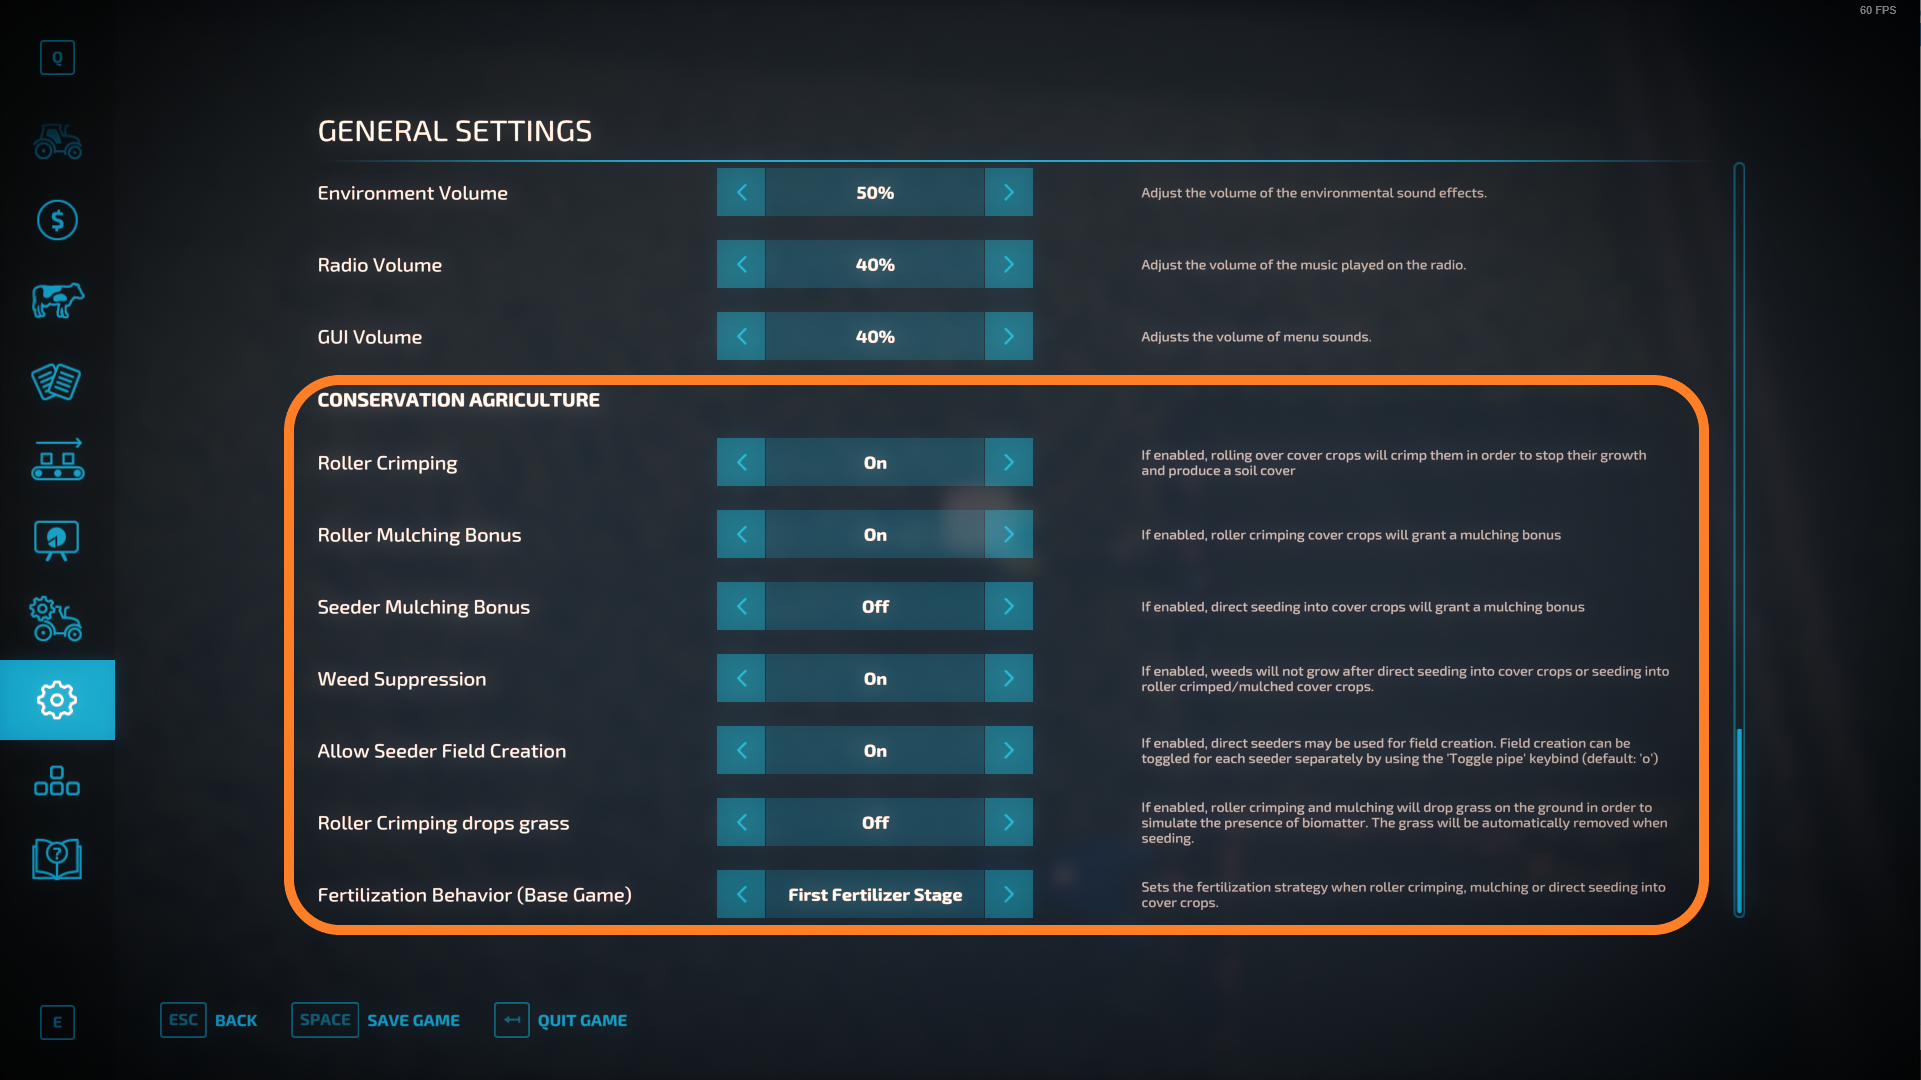 60 FPS
Q
GENERAL SETTINGS
Environment Volume
50%
Adjust the volume of the environmental sound effects.
Radio Volume
40%
Adjust the volume of the music played on the radio.
GUI Volume
40%
Adjusts the volume of menu sounds.
CONSERVATION AGRICULTURE
Roller Crimping
On
If enabled, rolling over cover crops will crimp them in order to stop their growth
and produce a soil cover
Roller Mulching Bonus
On
If enabled, roller crimping cover crops will grant a mulching bonus
Seeder Mulching Bonus
Off
If enabled, direct seeding into cover crops will grant a mulching bonus
Weed Suppression
On
If enabled, weeds will not grow after direct seeding into cover crops or seeding into
roller crimped/mulched cover crops.
Allow Seeder Field Creation
On
If enabled, direct seeders may be used for field creation. Field creation can be
toggled for each seeder separately by using the 'Toggle pipe' keybind (default: 'o')
Roller Crimping drops grass
Off
If enabled, roller crimping and mulching will drop grass on the ground in order to
simulate the presence of biomatter. The grass will be automatically removed when
seeding.
Fertilization Behavior (Base Game)
First Fertilizer Stage
Sets the fertilization strategy when roller crimping, mulching or direct seeding into
cover crops.
E
ESC BACK SPACE SAVE GAME QUIT GAME